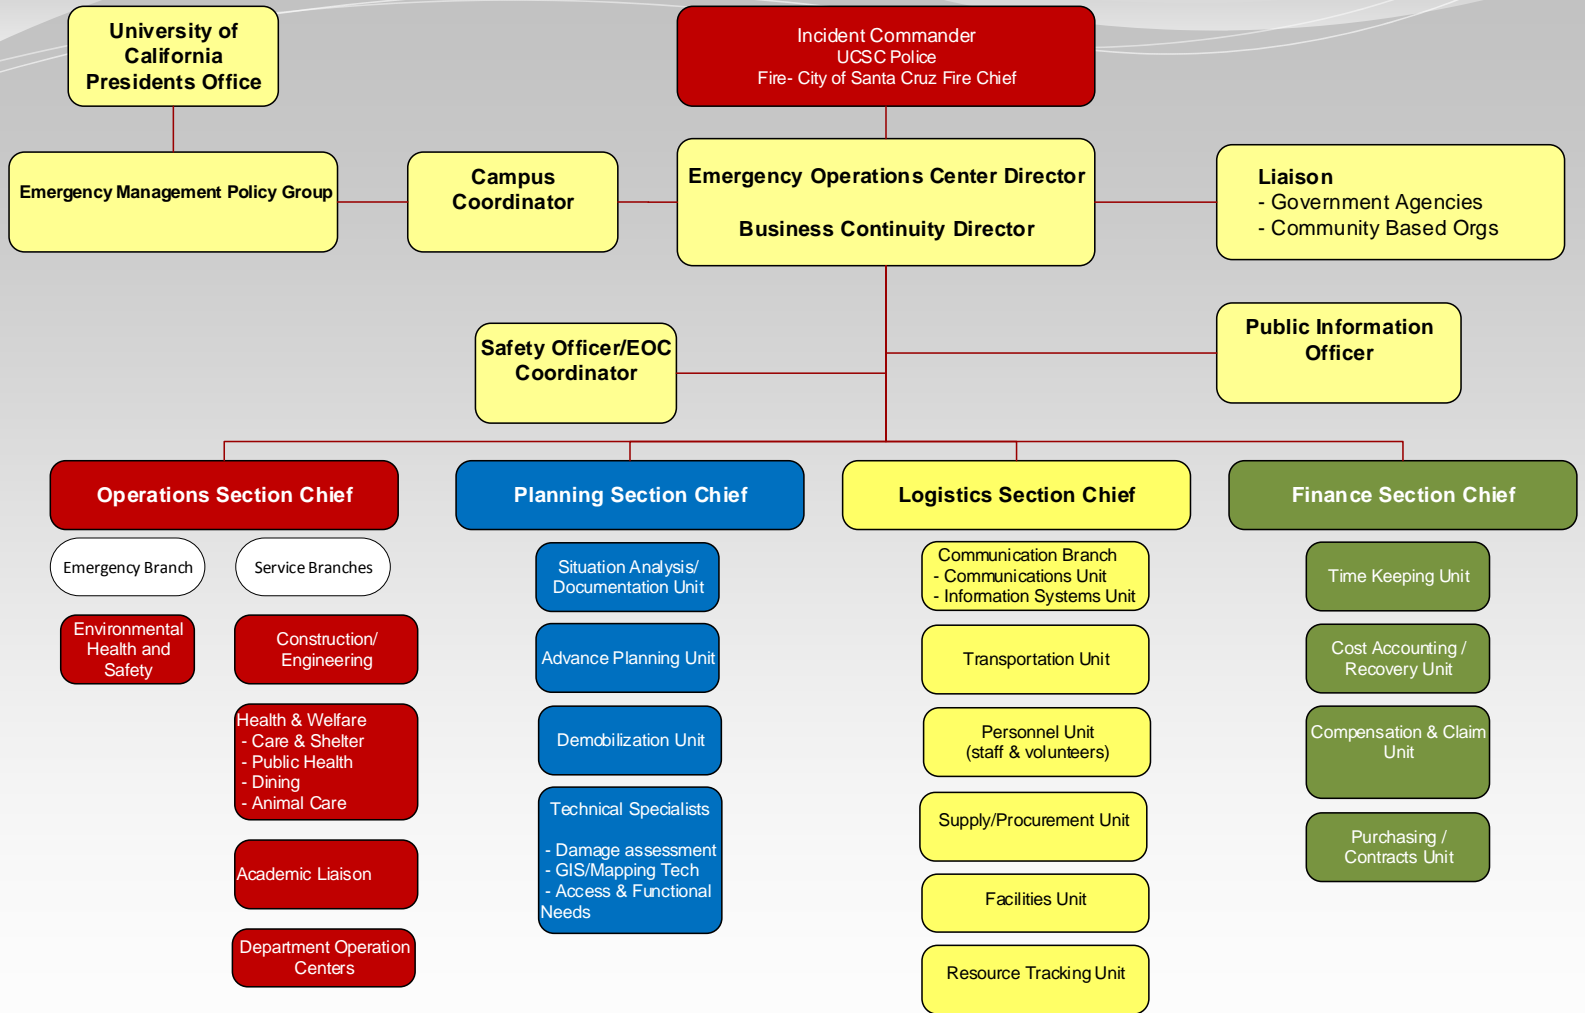 University of
California
Presidents Office
Incident Commander
UCSC Police
Fire- City of Santa Cruz Fire Chief
Emergency Management Policy Group
Campus
Coordinator
Emergency Operations Center Director
Business Continuity Director
Liaison
- Government Agencies
- Community Based Orgs
Safety Officer/EOC
Coordinator
Public Information
Officer
Operations Section Chief
Emergency Branch
Service Branches
Environmental
Health and
Safety
Construction/
Engineering
Health & Welfare
- Care & Shelter
- Public Health
- Dining
- Animal Care
Academic Liaison
Department Operation
Centers
Planning Section Chief
Situation Analysis/
Documentation Unit
Advance Planning Unit
Demobilization Unit
Technical Specialists
- Damage assessment
- GIS/Mapping Tech
- Access & Functional
Needs
Logistics Section Chief
Communication Branch
- Communications Unit
- Information Systems Unit
Transportation Unit
Personnel Unit
(staff & volunteers)
Supply/Procurement Unit
Facilities Unit
Resource Tracking Unit
Finance Section Chief
Time Keeping Unit
Cost Accounting /
Recovery Unit
Compensation & Claim
Unit
Purchasing /
Contracts Unit